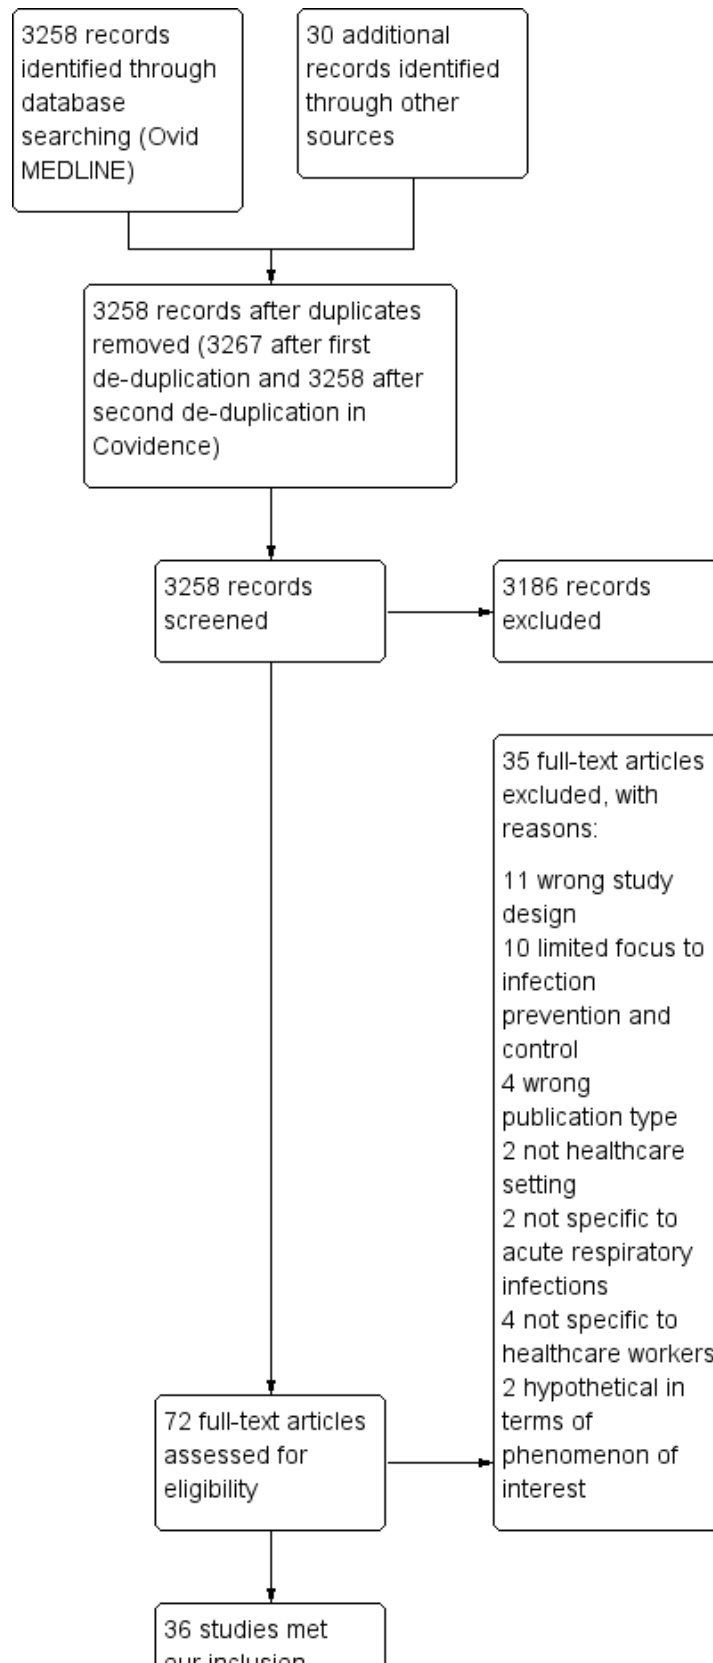 3258 records
identified through
database
searching (Ovid
MEDLINE)
30 additional
records identified
through other
sources
3258 records after duplicates
removed (3267 after first
de-duplication and 3258 after
second de-duplication in
Covidence)
3258 records
screened
3186 records
excluded
35 full-text articles
excluded, with
reasons:
11 wrong study
design
10 limited focus to
infection
prevention and
control
4 wrong
publication type
2 not healthcare
setting
2 not specific to
acute respiratory
infections
4 not specific to
healthcare workers
2 hypothetical in
terms of
phenomenon of
interest
72 full-text articles
assessed for
eligibility
36 studies met
our inclusion